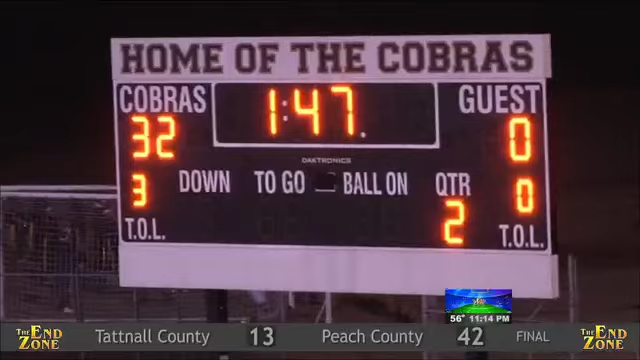 HOME OF THE COBRAS
COBRAS 1:47. GUEST
32 0
DAKTRONICS
3 DOWN TO GO BALL ON QTR 0
2
T.O.L. T.O.L.
56° 11:14 PM
THE END ZONE Tattnall County 13 Peach County 42 FINAL THE END ZONE